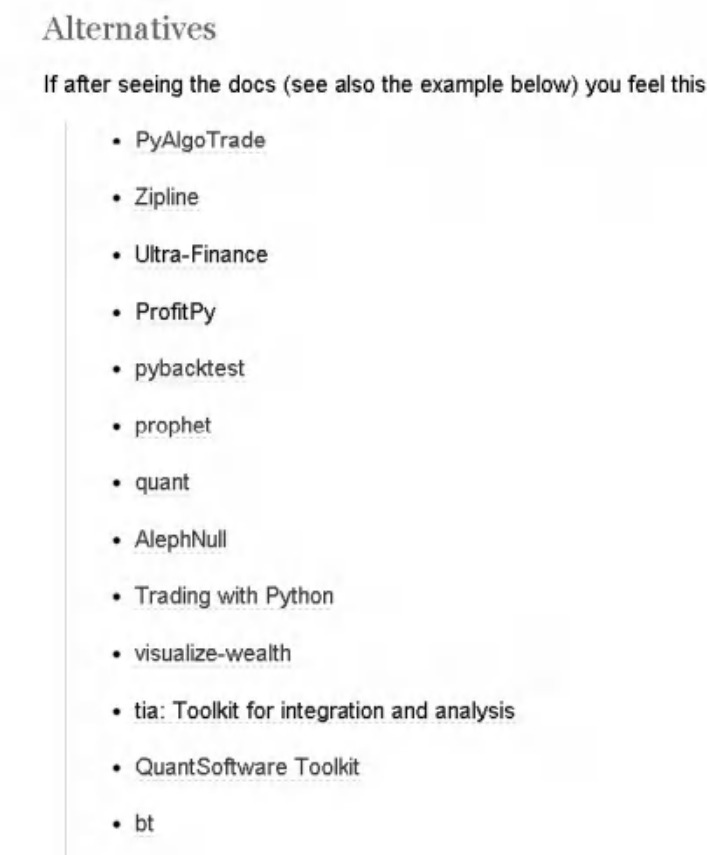 Alternatives
If after seeing the docs (see also the example below) you feel this
• PyAlgoTrade
• Zipline
• Ultra-Finance
• ProfitPy
• pybacktest
• prophet
• quant
• AlephNull
• Trading with Python
• visualize-wealth
• tia: Toolkit for integration and analysis
• QuantSoftware Toolkit
• bt